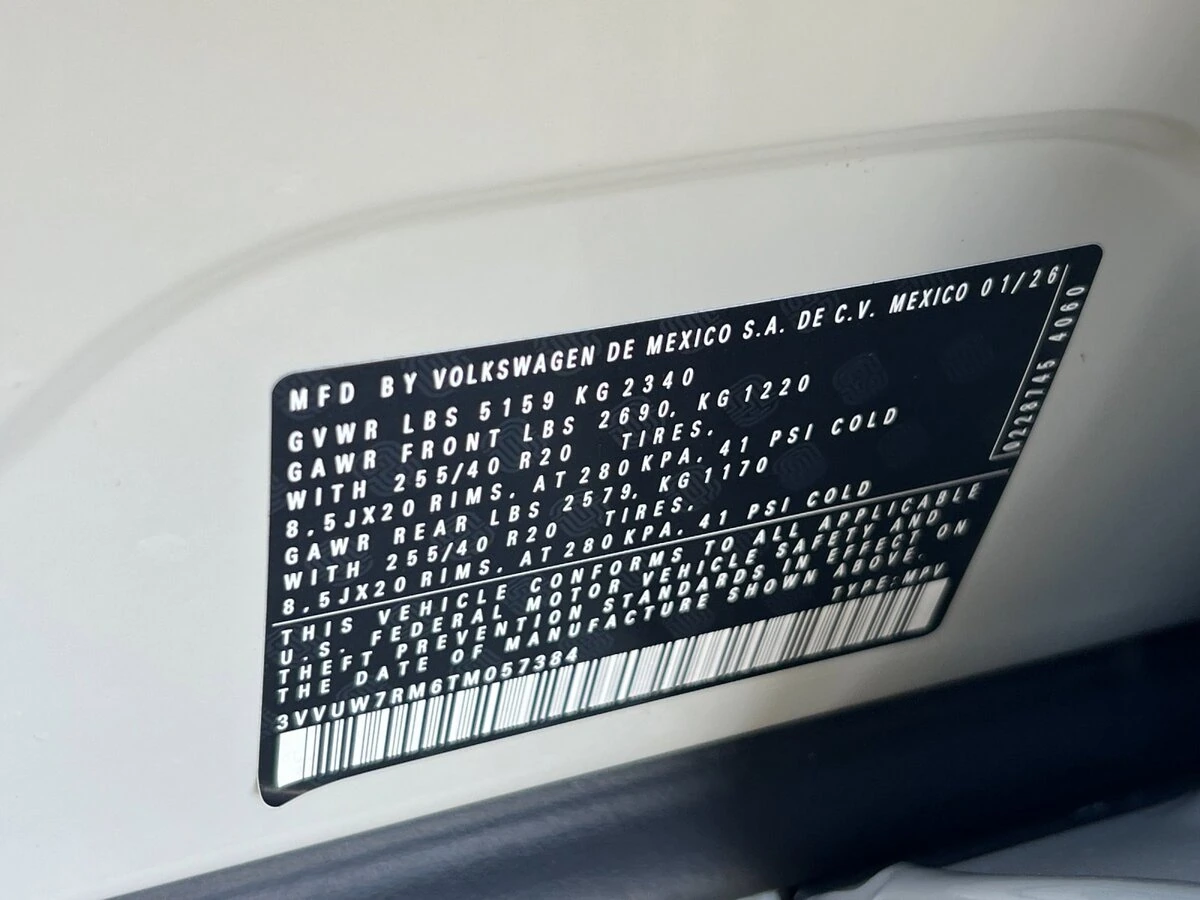 MFD BY VOLKSWAGEN DE MEXICO S.A. DE C.V. MEXICO 01/26
GVWR LBS 5159 KG 2340
GAWR FRONT LBS 2690. KG 1220
WITH 255/40 R20 TIRES.
8.5JX20 RIMS. AT 280 KPA. 41 PSI COLD
GAWR REAR LBS 2579. KG 1170
WITH 255/40 R20 TIRES.
8.5JX20 RIMS. AT 280 KPA. 41 PSI COLD
0228745 4060
THIS VEHICLE CONFORMS TO ALL APPLICABLE
U.S. FEDERAL MOTOR VEHICLE SAFETY AND
THEFT PREVENTION STANDARDS IN EFFECT ON
THE DATE OF MANUFACTURE SHOWN ABOVE.
TYPE: MPV
3VVUW7RM6TM057384